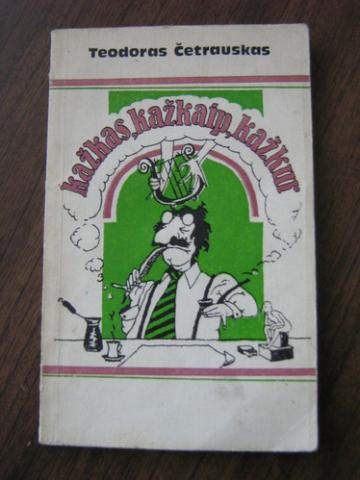 Teodoras Četrauskas
kažkas, kažkaip, kažkur